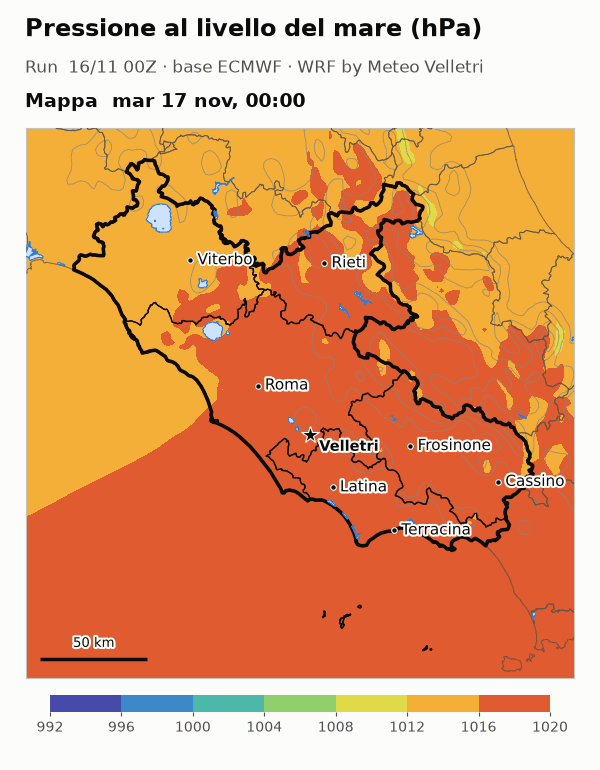 Pressione al livello del mare (hPa)
Run  16/11 00Z · base ECMWF · WRF by Meteo Velletri
Mappa  mar 17 nov, 00:00
Viterbo
Rieti
Roma
Velletri
Frosinone
Cassino
Latina
Terracina
50 km
992 996 1000 1004 1008 1012 1016 1020